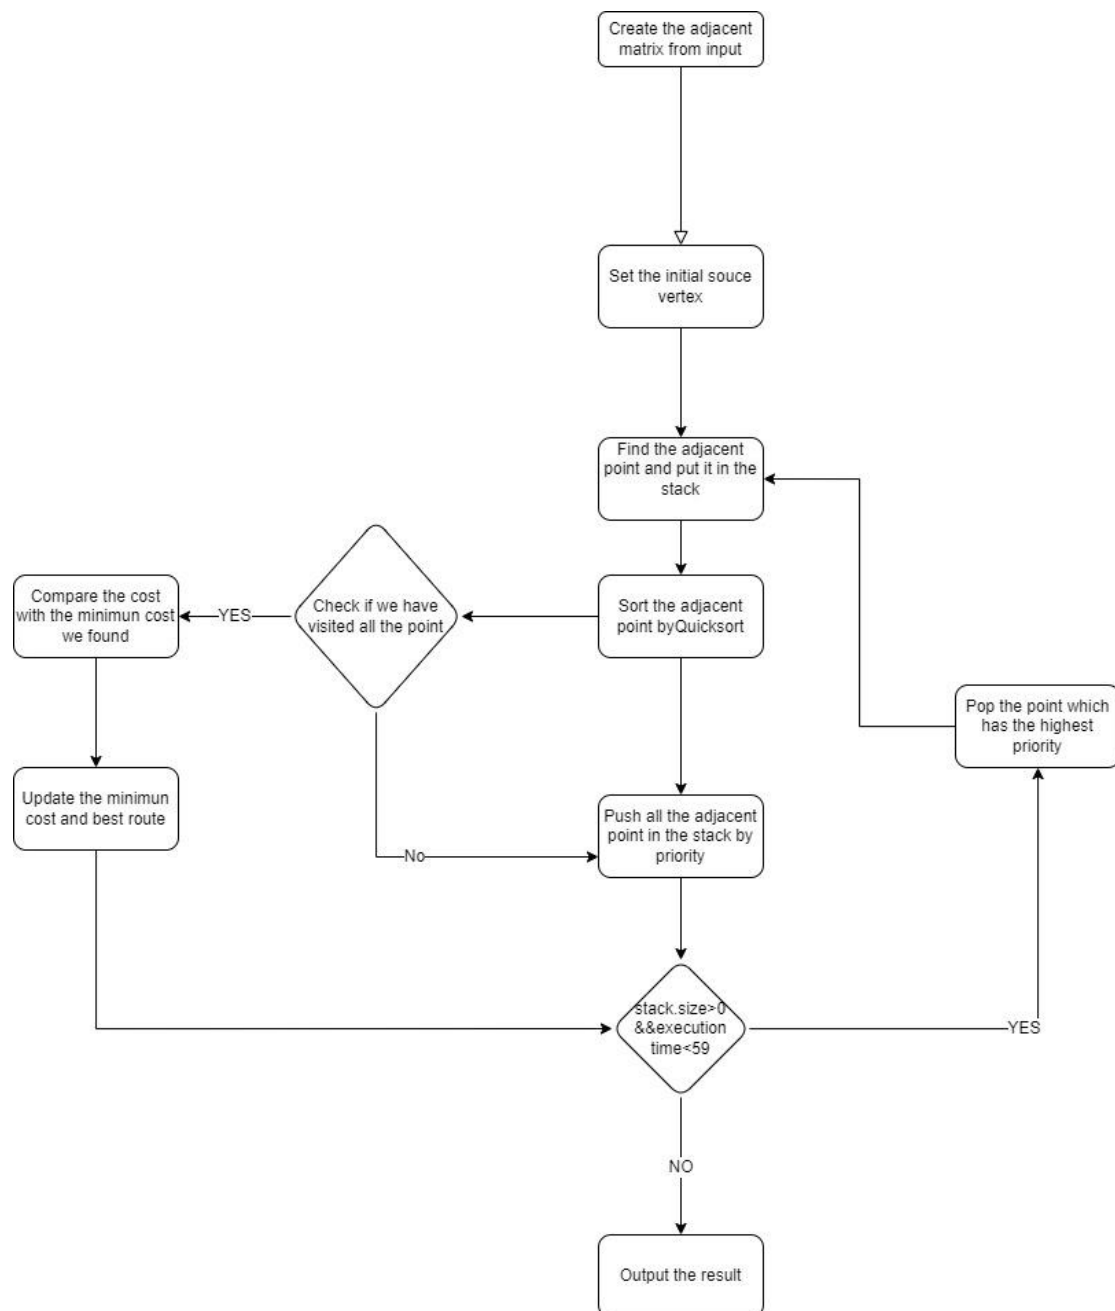 Create the adjacent
matrix from input
Set the initial souce
vertex
Find the adjacent
point and put it in the
stack
Compare the cost
with the minimun cost
we found
YES
Check if we have
visited all the point
Sort the adjacent
point byQuicksort
Pop the point which
has the highest
priority
Update the minimun
cost and best route
No
Push all the adjacent
point in the stack by
priority
stack.size>0
&&execution
time<59
YES
NO
Output the result